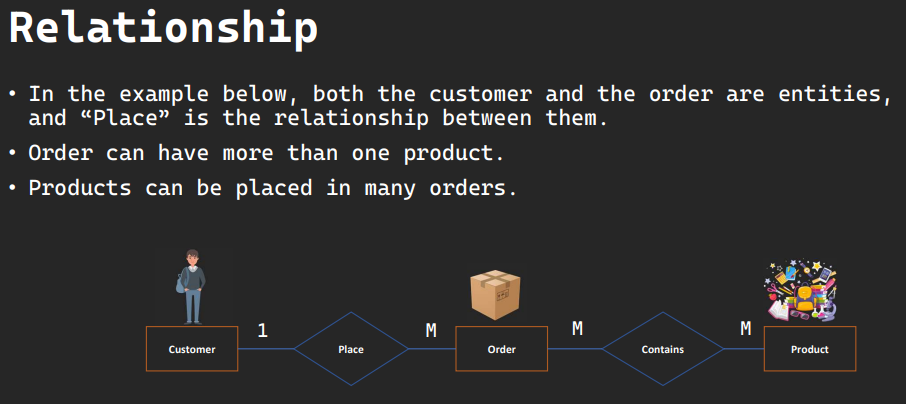 Relationship
• In the example below, both the customer and the order are entities,
and “Place” is the relationship between them.
• Order can have more than one product.
• Products can be placed in many orders.
1
M
M
M
Customer
Place
Order
Contains
Product